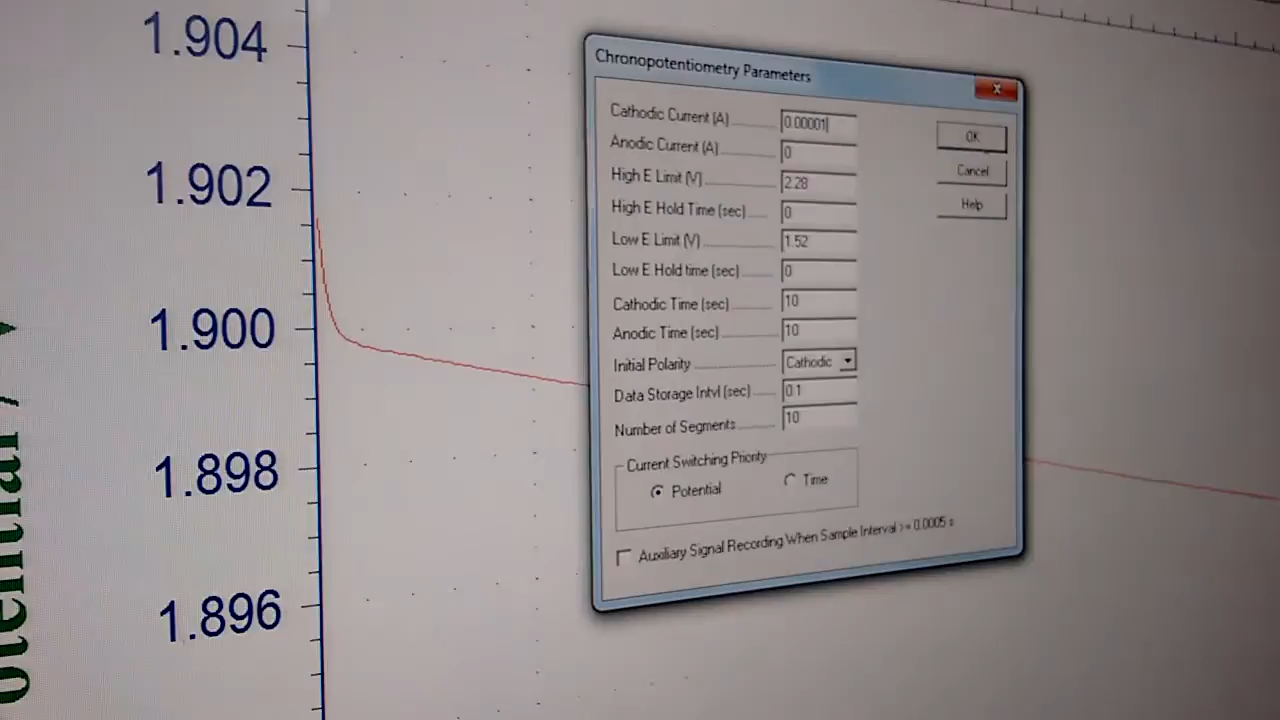 1.904
1.902
1.900
1.898
1.896
otential /
Chronopotentiometry Parameters
Cathodic Current (A) 0.00001
Anodic Current (A) 0
High E Limit (V) 2.28
High E Hold Time (sec) 0
Low E Limit (V) 1.52
Low E Hold time (sec) 0
Cathodic Time (sec) 10
Anodic Time (sec) 10
Initial Polarity Cathodic
Data Storage Intvl (sec) 0.1
Number of Segments 10
Current Switching Priority
Potential Time
Auxiliary Signal Recording When Sample Interval >= 0.0005 s
OK
Cancel
Help